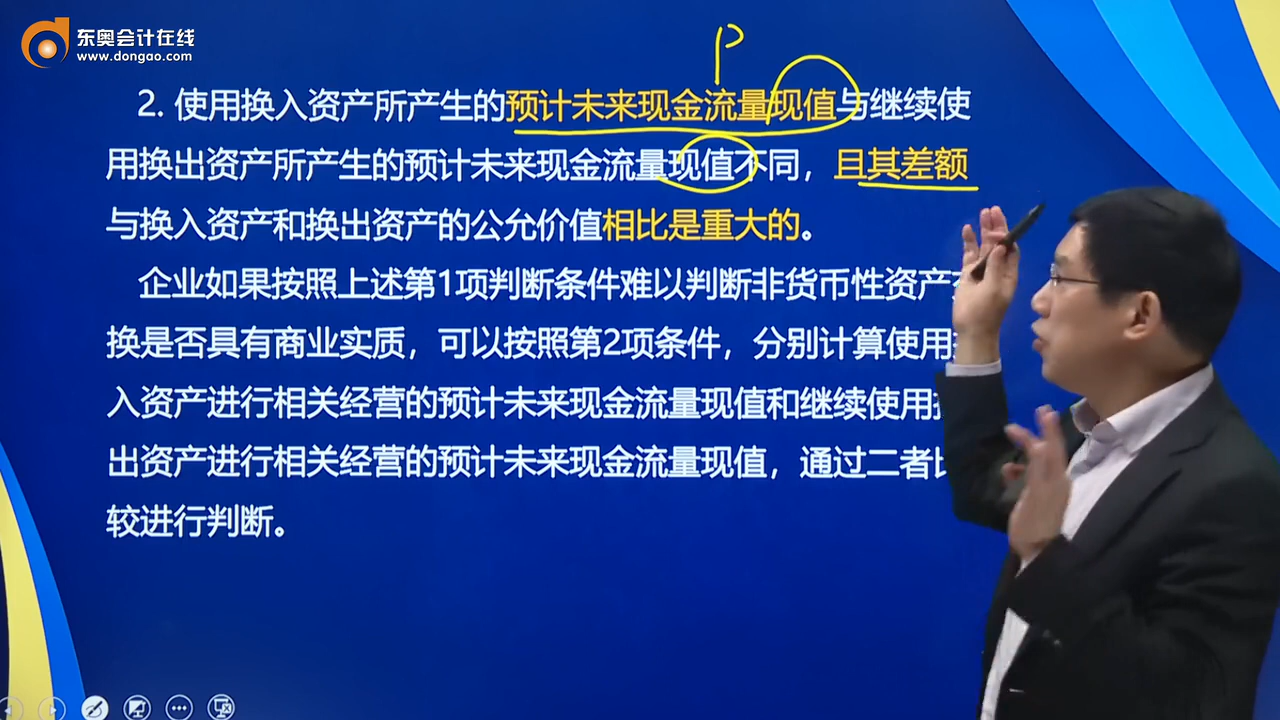 东奥会计在线
www.dongao.com
P
2. 使用换入资产所产生的预计未来现金流量现值与继续使
用换出资产所产生的预计未来现金流量现值不同，且其差额
与换入资产和换出资产的公允价值相比是重大的。
企业如果按照上述第1项判断条件难以判断非货币性资产
换是否具有商业实质，可以按照第2项条件，分别计算使用
入资产进行相关经营的预计未来现金流量现值和继续使用
出资产进行相关经营的预计未来现金流量现值，通过二者
较进行判断。